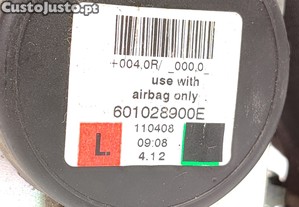 CustoJusto.pt
+004,0R/ _000,0_
use with
airbag only
601028900E
L
110408
09:08
4.12